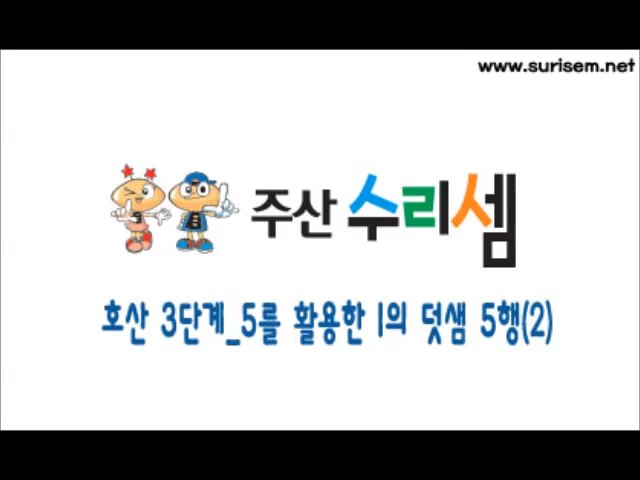 www.surisem.net
주산 수리셈
호산 3단계_5를 활용한 1의 덧샘 5행(2)